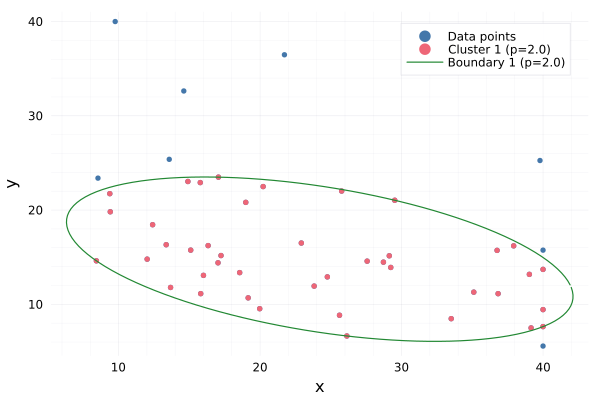 40
30
20
10
y
Data points
Cluster 1 (p=2.0)
Boundary 1 (p=2.0)
10 20 30 40
x